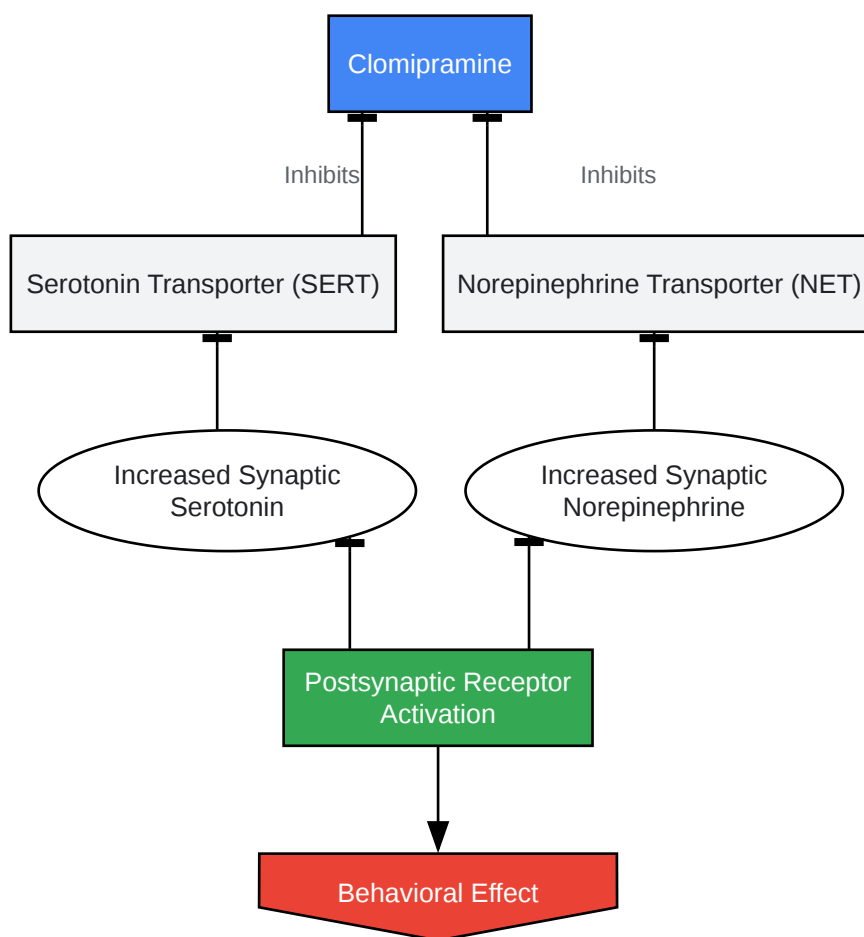 Clomipramine
Inhibits
Inhibits
Serotonin Transporter (SERT)
Norepinephrine Transporter (NET)
Increased Synaptic
Serotonin
Increased Synaptic
Norepinephrine
Postsynaptic Receptor
Activation
Behavioral Effect